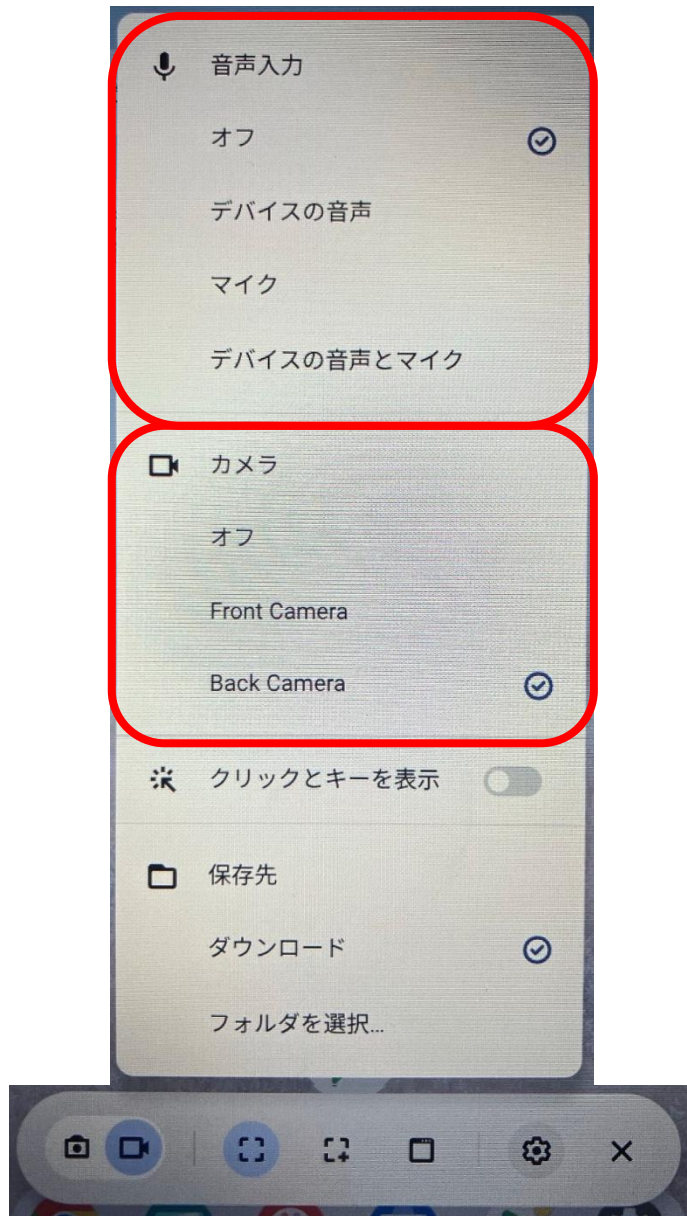 音声入力
オフ
デバイスの音声
マイク
デバイスの音声とマイク
カメラ
オフ
Front Camera
Back Camera
クリックとキーを表示
保存先
ダウンロード
フォルダを選択...